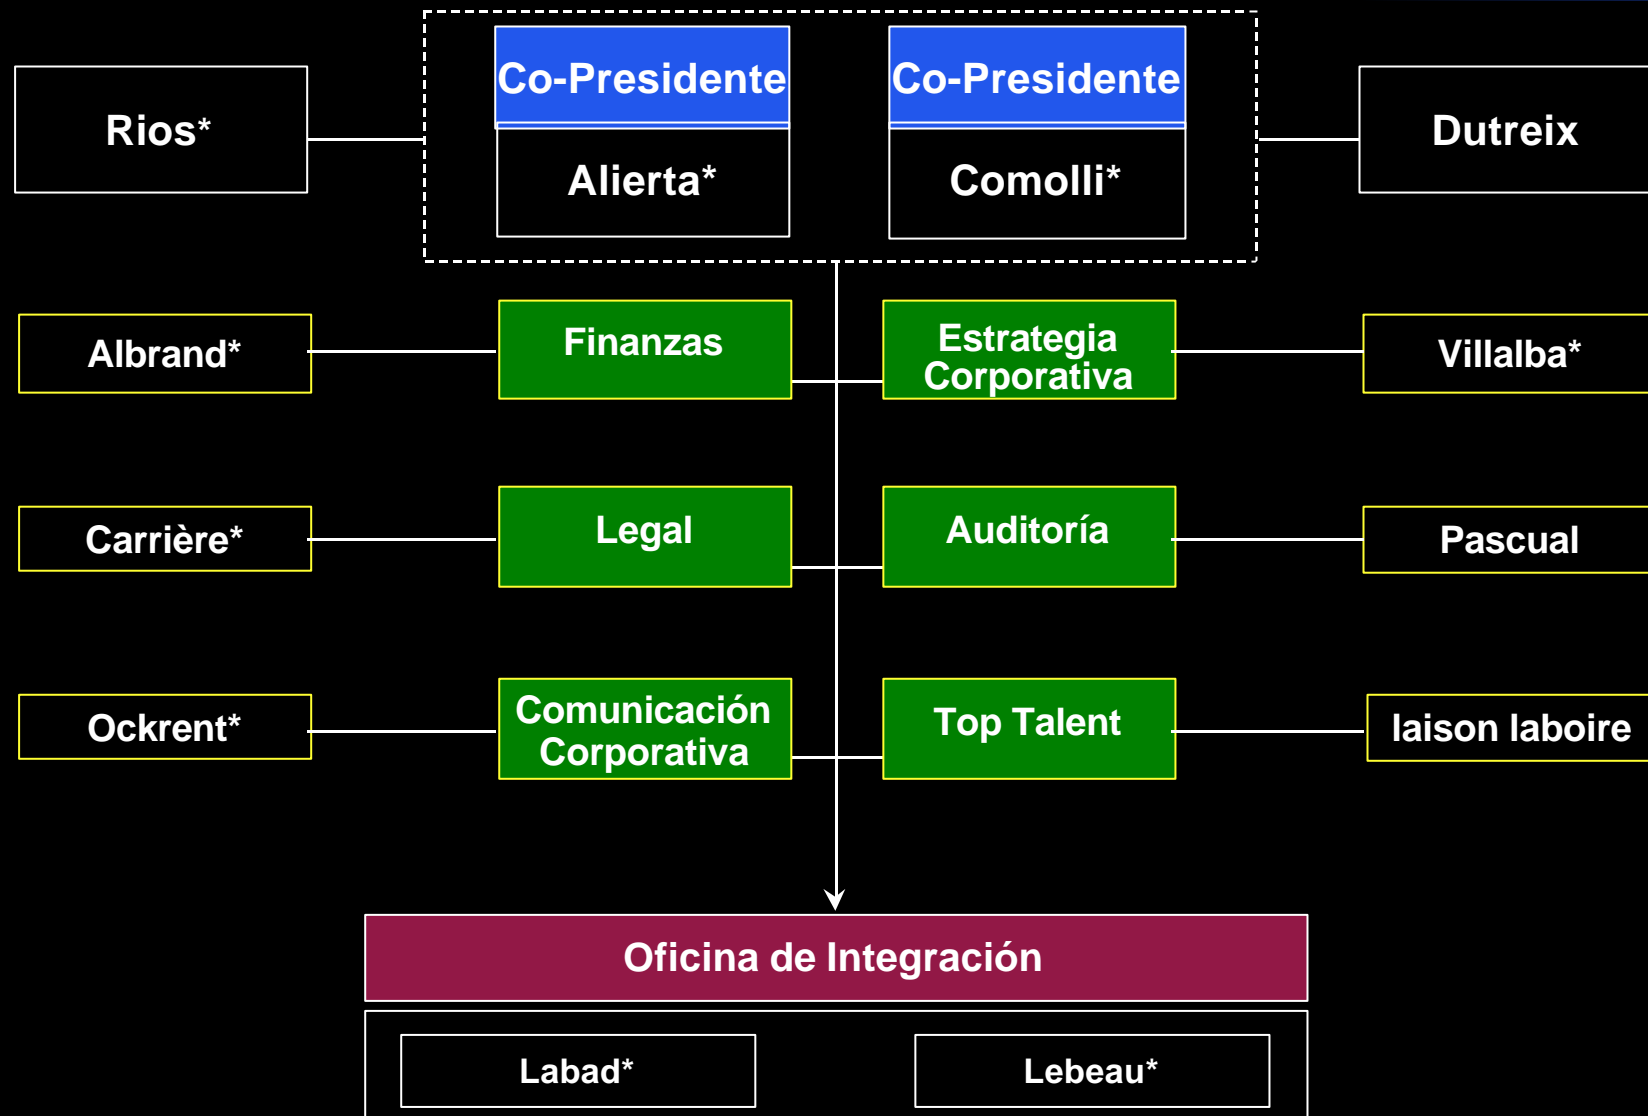 Co-Presidente
Co-Presidente
Rios*
Alierta*
Comolli*
Dutreix
Albrand*
Finanzas
Estrategia
Corporativa
Villalba*
Carrière*
Legal
Auditoría
Pascual
Ockrent*
Comunicación
Corporativa
Top Talent
laison laboire
Oficina de Integración
Labad*
Lebeau*